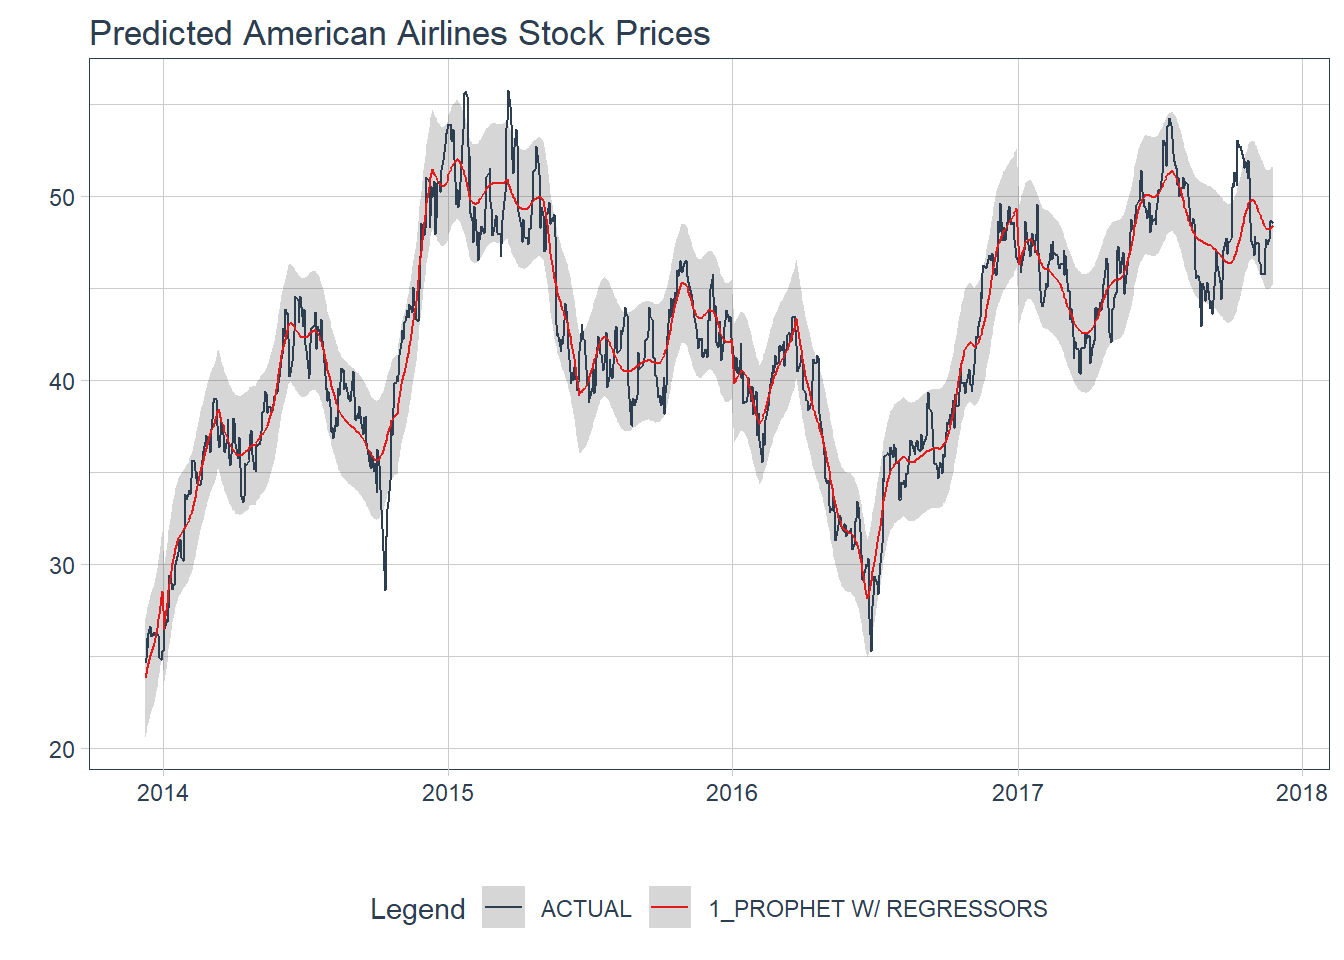 Predicted American Airlines Stock Prices
50
40
30
20
2014 2015 2016 2017 2018
Legend ACTUAL 1_PROPHET W/ REGRESSORS